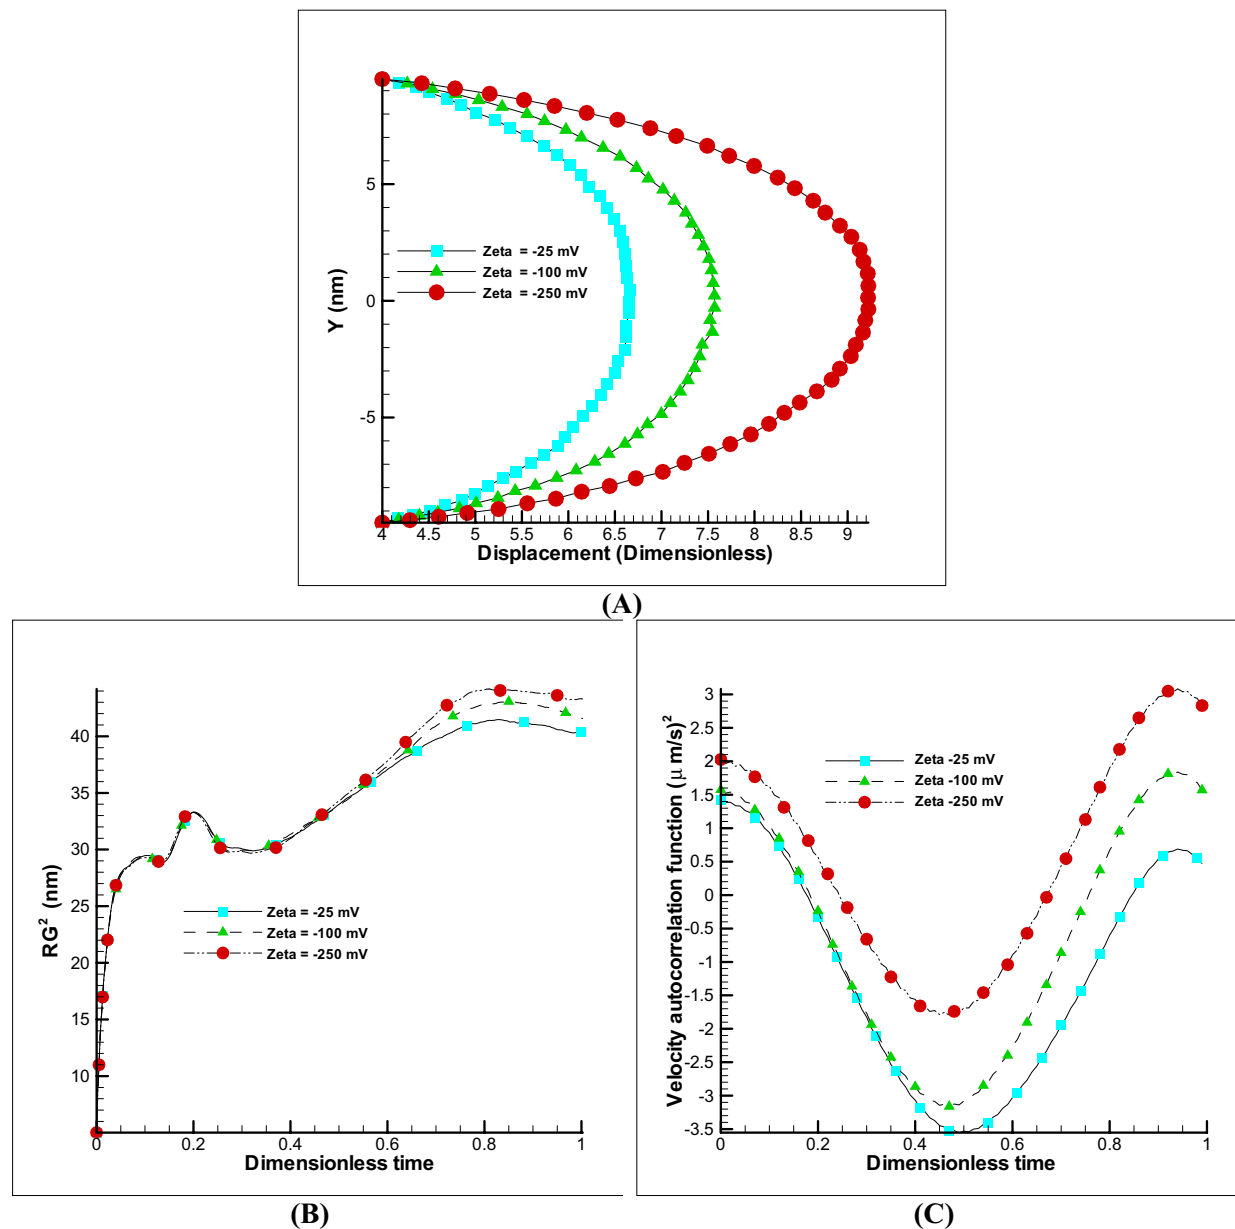 5
0
-5
Y (nm)
Zeta = -25 mV
Zeta = -100 mV
Zeta = -250 mV
4 4.5 5 5.5 6 6.5 7 7.5 8 8.5 9
Displacement (Dimensionless)
(A)
40
35
30
25
20
15
10
RG² (nm)
Zeta = -25 mV
Zeta = -100 mV
Zeta = -250 mV
0 0.2 0.4 0.6 0.8 1
Dimensionless time
(B)
3
2.5
2
1.5
1
0.5
0
-0.5
-1
-1.5
-2
-2.5
-3
-3.5
Velocity autocorrelation function (μ m/s)²
Zeta -25 mV
Zeta -100 mV
Zeta -250 mV
0 0.2 0.4 0.6 0.8 1
Dimensionless time
(C)